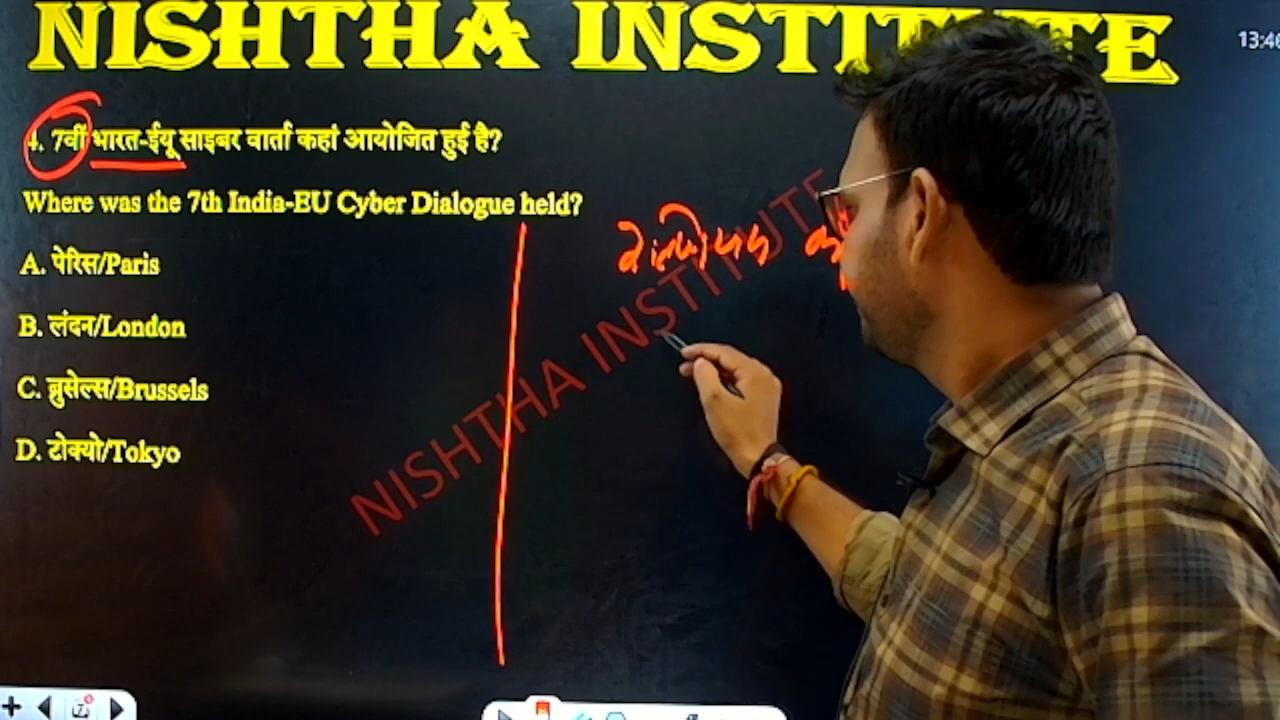 NISHTHA INSTITUTE
13:46
4. 7वीं भारत-ईयू साइबर वार्ता कहां आयोजित हुई है?
Where was the 7th India-EU Cyber Dialogue held?
A. पेरिस/Paris
B. लंदन/London
C. ब्रुसेल्स/Brussels
D. टोक्यो/Tokyo
NISHTHA INSTITUTE